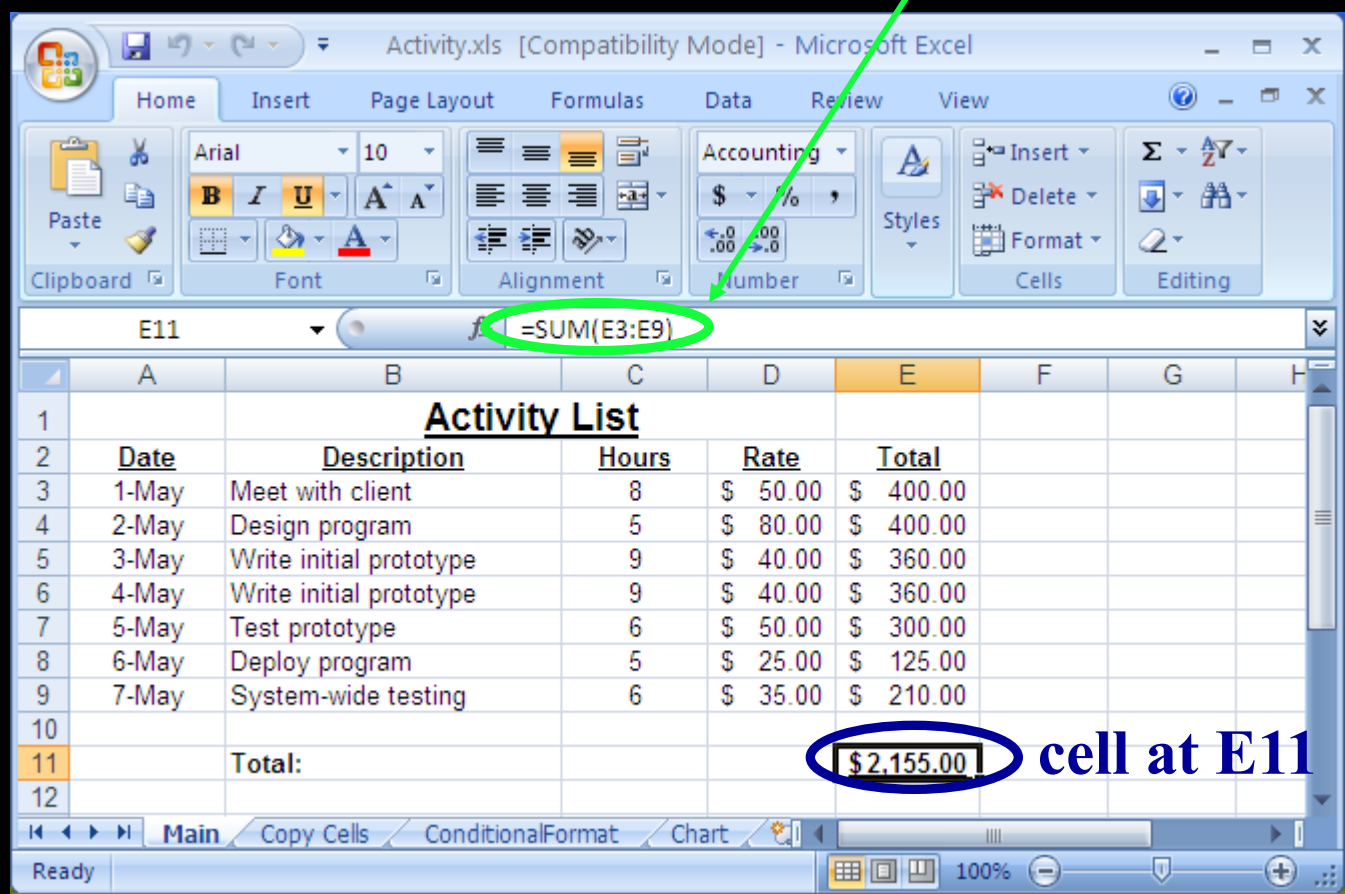 Activity.xls [Compatibility Mode] - Microsoft Excel
Home Insert Page Layout Formulas Data Review View
Arial 10 Accounting Insert
Paste B I U A A $ % , Styles Delete
A .0 .00 .00 .0 Format
Clipboard Font Alignment Number Cells Editing
E11 =SUM(E3:E9)
A B C D E F G H
1 Activity List
2 Date Description Hours Rate Total
3 1-May Meet with client 8 $ 50.00 $ 400.00
4 2-May Design program 5 $ 80.00 $ 400.00
5 3-May Write initial prototype 9 $ 40.00 $ 360.00
6 4-May Write initial prototype 9 $ 40.00 $ 360.00
7 5-May Test prototype 6 $ 50.00 $ 300.00
8 6-May Deploy program 5 $ 25.00 $ 125.00
9 7-May System-wide testing 6 $ 35.00 $ 210.00
10
11 Total: $2,155.00 cell at E11
12
Main Copy Cells ConditionalFormat Chart
Ready 100%